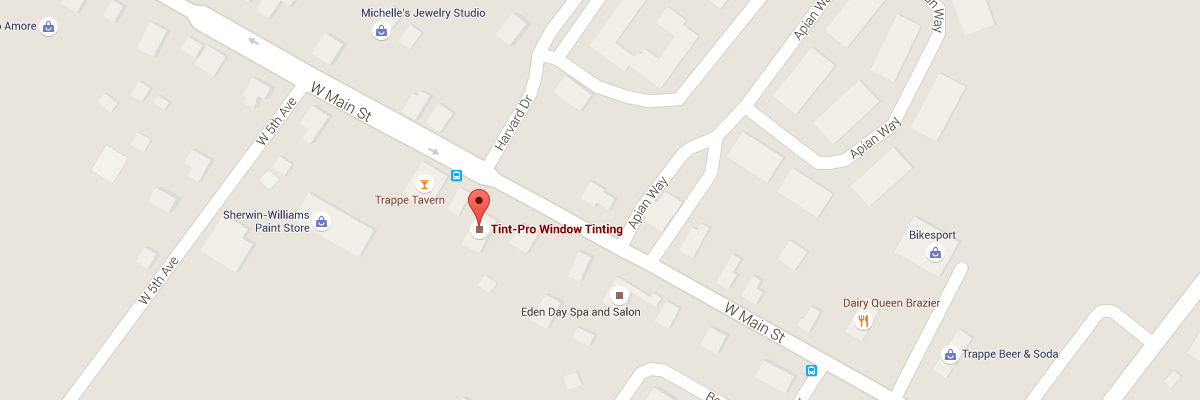 Michelle's Jewelry Studio
Amore
Apian Way
Apian Way
W Main St
W 5th Ave
Harvard Dr
Apian Way
Trappe Tavern
Apian Way
Sherwin-Williams
Paint Store
Tint-Pro Window Tinting
Bikesport
W 5th Ave
Dairy Queen Brazier
Eden Day Spa and Salon
W Main St
Trappe Beer & Soda